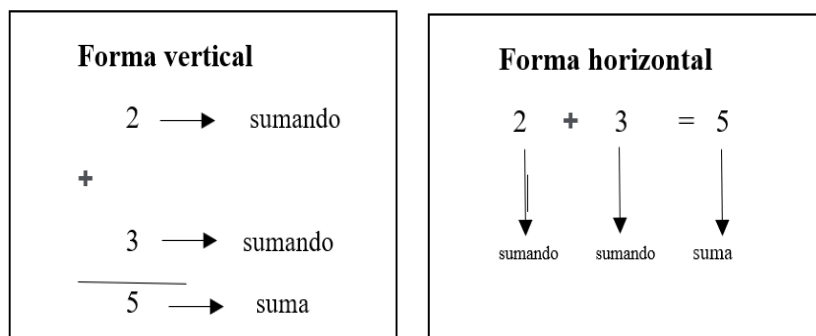 Forma vertical
2 sumando
+
3 sumando
5 suma
Forma horizontal
2 + 3 = 5
sumando sumando suma